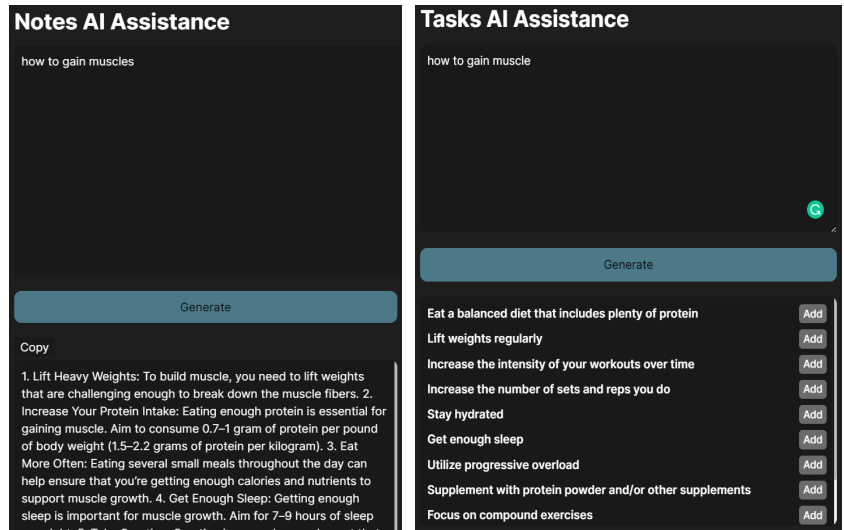 Notes AI Assistance
how to gain muscles
Generate
Copy
1. Lift Heavy Weights: To build muscle, you need to lift weights
that are challenging enough to break down the muscle fibers. 2.
Increase Your Protein Intake: Eating enough protein is essential for
gaining muscle. Aim to consume 0.7–1 gram of protein per pound
of body weight (1.5–2.2 grams of protein per kilogram). 3. Eat
More Often: Eating several small meals throughout the day can
help ensure that you're getting enough calories and nutrients to
support muscle growth. 4. Get Enough Sleep: Getting enough
sleep is important for muscle growth. Aim for 7–9 hours of sleep
Tasks AI Assistance
how to gain muscle
G
Generate
Eat a balanced diet that includes plenty of protein Add
Lift weights regularly Add
Increase the intensity of your workouts over time Add
Increase the number of sets and reps you do Add
Stay hydrated Add
Get enough sleep Add
Utilize progressive overload Add
Supplement with protein powder and/or other supplements Add
Focus on compound exercises Add